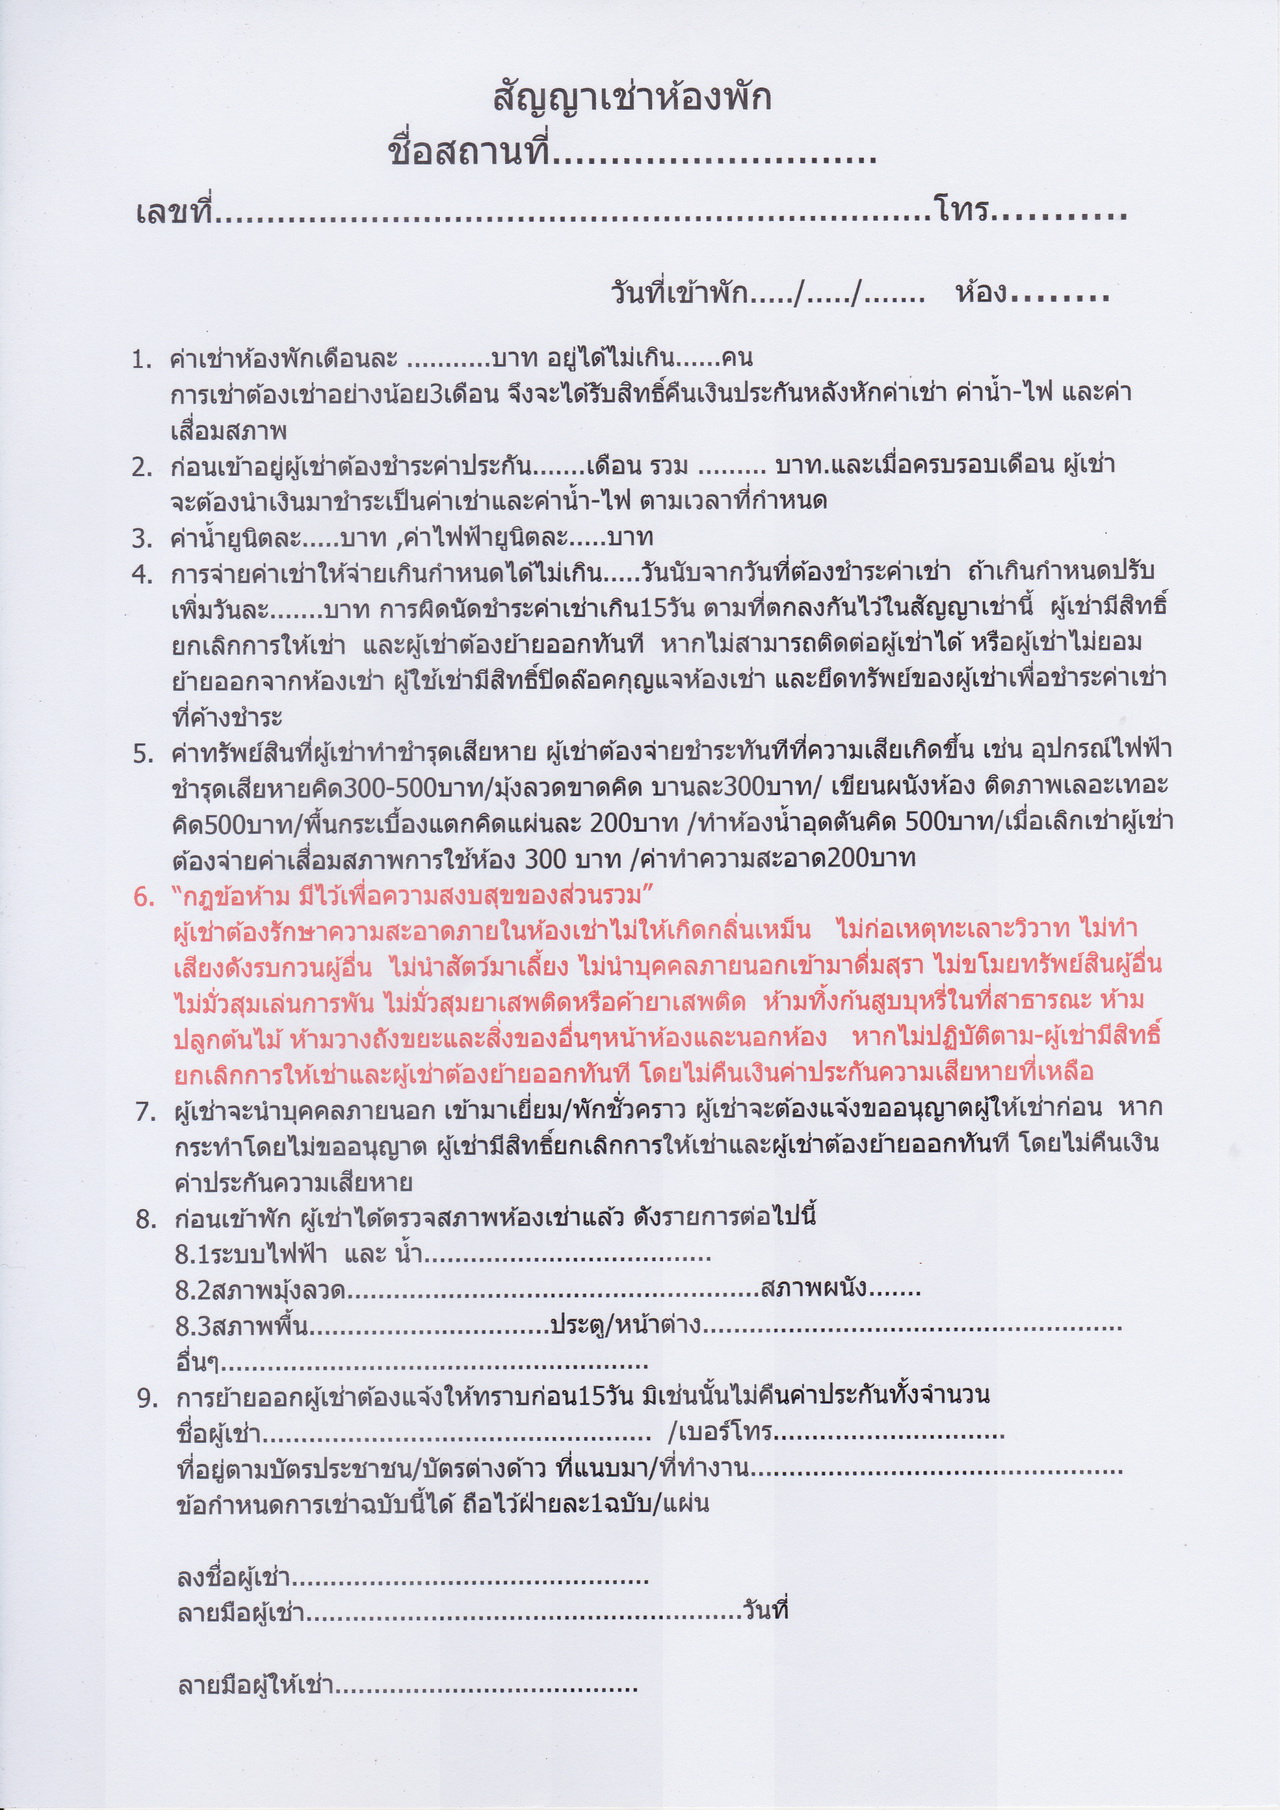 สัญญาเช่าห้องพัก
ชื่อสถานที่............................
เลขที่.....................................................................โทร...........
วันที่เข้าพัก...../...../....... ห้อง........
1. ค่าเช่าห้องพักเดือนละ ...........บาท อยู่ได้ไม่เกิน......คน
การเช่าต้องเช่าอย่างน้อย3เดือน จึงจะได้รับสิทธิ์คืนเงินประกันหลังหักค่าเช่า ค่าน้ำ-ไฟ และค่า
เสื่อมสภาพ
2. ก่อนเข้าอยู่ผู้เช่าต้องชำระค่าประกัน.......เดือน รวม ......... บาท.และเมื่อครบรอบเดือน ผู้เช่า
จะต้องนำเงินมาชำระเป็นค่าเช่าและค่าน้ำ-ไฟ ตามเวลาที่กำหนด
3. ค่าน้ำยูนิตละ.....บาท ,ค่าไฟฟ้ายูนิตละ.....บาท
4. การจ่ายค่าเช่าให้จ่ายเกินกำหนดได้ไม่เกิน.....วันนับจากวันที่ต้องชำระค่าเช่า ถ้าเกินกำหนดปรับ
เพิ่มวันละ.......บาท การผิดนัดชำระค่าเช่าเกิน15วัน ตามที่ตกลงกันไว้ในสัญญาเช่านี้ ผู้เช่ามีสิทธิ์
ยกเลิกการให้เช่า และผู้เช่าต้องย้ายออกทันที หากไม่สามารถติดต่อผู้เช่าได้ หรือผู้เช่าไม่ยอม
ย้ายออกจากห้องเช่า ผู้ใช้เช่ามีสิทธิ์ปิดล๊อคกุญแจห้องเช่า และยึดทรัพย์ของผู้เช่าเพื่อชำระค่าเช่า
ที่ค้างชำระ
5. ค่าทรัพย์สินที่ผู้เช่าทำชำรุดเสียหาย ผู้เช่าต้องจ่ายชำระทันทีที่ความเสียเกิดขึ้น เช่น อุปกรณ์ไฟฟ้า
ชำรุดเสียหายคิด300-500บาท/มุ้งลวดขาดคิด บานละ300บาท/ เขียนผนังห้อง ติดภาพเลอะเทอะ
คิด500บาท/พื้นกระเบื้องแตกคิดแผ่นละ 200บาท /ทำห้องน้ำอุดตันคิด 500บาท/เมื่อเลิกเช่าผู้เช่า
ต้องจ่ายค่าเสื่อมสภาพการใช้ห้อง 300 บาท /ค่าทำความสะอาด200บาท
6. “กฎข้อห้าม มีไว้เพื่อความสงบสุขของส่วนรวม”
ผู้เช่าต้องรักษาความสะอาดภายในห้องเช่าไม่ให้เกิดกลิ่นเหม็น ไม่ก่อเหตุทะเลาะวิวาท ไม่ทำ
เสียงดังรบกวนผู้อื่น ไม่นำสัตว์มาเลี้ยง ไม่นำบุคคลภายนอกเข้ามาดื่มสุรา ไม่ขโมยทรัพย์สินผู้อื่น
ไม่มั่วสุมเล่นการพัน ไม่มั่วสุมยาเสพติดหรือค้ายาเสพติด ห้ามทิ้งก้นสูบบุหรี่ในที่สาธารณะ ห้าม
ปลูกต้นไม้ ห้ามวางถังขยะและสิ่งของอื่นๆหน้าห้องและนอกห้อง หากไม่ปฏิบัติตาม-ผู้เช่ามีสิทธิ์
ยกเลิกการให้เช่าและผู้เช่าต้องย้ายออกทันที โดยไม่คืนเงินค่าประกันความเสียหายที่เหลือ
7. ผู้เช่าจะนำบุคคลภายนอก เข้ามาเยี่ยม/พักชั่วคราว ผู้เช่าจะต้องแจ้งขออนุญาตผู้ให้เช่าก่อน หาก
กระทำโดยไม่ขออนุญาต ผู้เช่ามีสิทธิ์ยกเลิกการให้เช่าและผู้เช่าต้องย้ายออกทันที โดยไม่คืนเงิน
ค่าประกันความเสียหาย
8. ก่อนเข้าพัก ผู้เช่าได้ตรวจสภาพห้องเช่าแล้ว ดังรายการต่อไปนี้
8.1ระบบไฟฟ้า และ น้ำ.....................................
8.2สภาพมุ้งลวด.....................................................สภาพผนัง.......
8.3สภาพพื้น...............................ประตู/หน้าต่าง......................................................
อื่นๆ.......................................................
9. การย้ายออกผู้เช่าต้องแจ้งให้ทราบก่อน15วัน มิเช่นนั้นไม่คืนค่าประกันทั้งจำนวน
ชื่อผู้เช่า.................................................. /เบอร์โทร..............................
ที่อยู่ตามบัตรประชาชน/บัตรต่างด้าว ที่แนบมา/ที่ทำงาน................................................
ข้อกำหนดการเช่าฉบับนี้ได้ ถือไว้ฝ่ายละ1ฉบับ/แผ่น
ลงชื่อผู้เช่า..............................................
ลายมือผู้เช่า........................................................วันที่
ลายมือผู้ให้เช่า.......................................